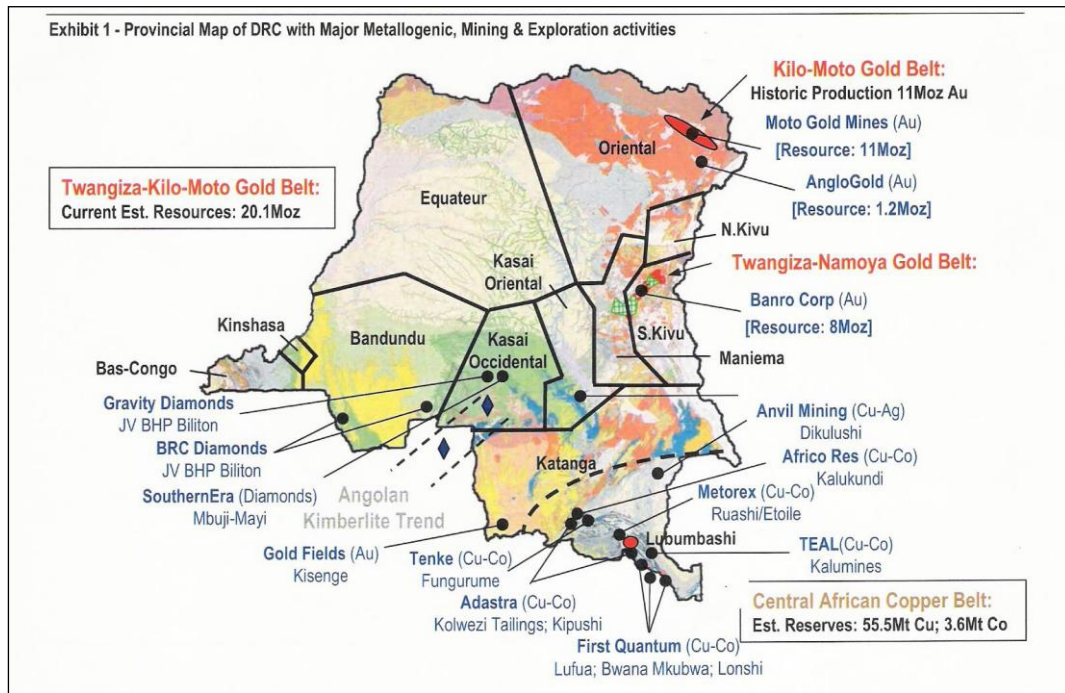 Exhibit 1 - Provincial Map of DRC with Major Metallogenic, Mining & Exploration activities
Kilo-Moto Gold Belt:
Historic Production 11Moz Au
Moto Gold Mines (Au)
[Resource: 11Moz]
Oriental
AngloGold (Au)
[Resource: 1.2Moz]
Twangiza-Kilo-Moto Gold Belt:
Current Est. Resources: 20.1Moz
Equateur
N.Kivu
Kasai
Oriental
Twangiza-Namoya Gold Belt:
Banro Corp (Au)
[Resource: 8Moz]
Kinshasa
Bandundu
Kasai
Occidental
S.Kivu
Maniema
Bas-Congo
Gravity Diamonds
JV BHP Biliton
BRC Diamonds
JV BHP Biliton
SouthernEra (Diamonds)
Mbuji-Mayi
Angolan
Kimberlite Trend
Anvil Mining (Cu-Ag)
Dikulushi
Katanga
Africo Res (Cu-Co)
Kalukundi
Metorex (Cu-Co)
Ruashi/Etoile
Lubumbashi
Gold Fields (Au)
Kisenge
Tenke (Cu-Co)
Fungurume
TEAL(Cu-Co)
Kalumines
Adastra (Cu-Co)
Kolwezi Tailings; Kipushi
Central African Copper Belt:
Est. Reserves: 55.5Mt Cu; 3.6Mt Co
First Quantum (Cu-Co)
Lufua; Bwana Mkubwa; Lonshi